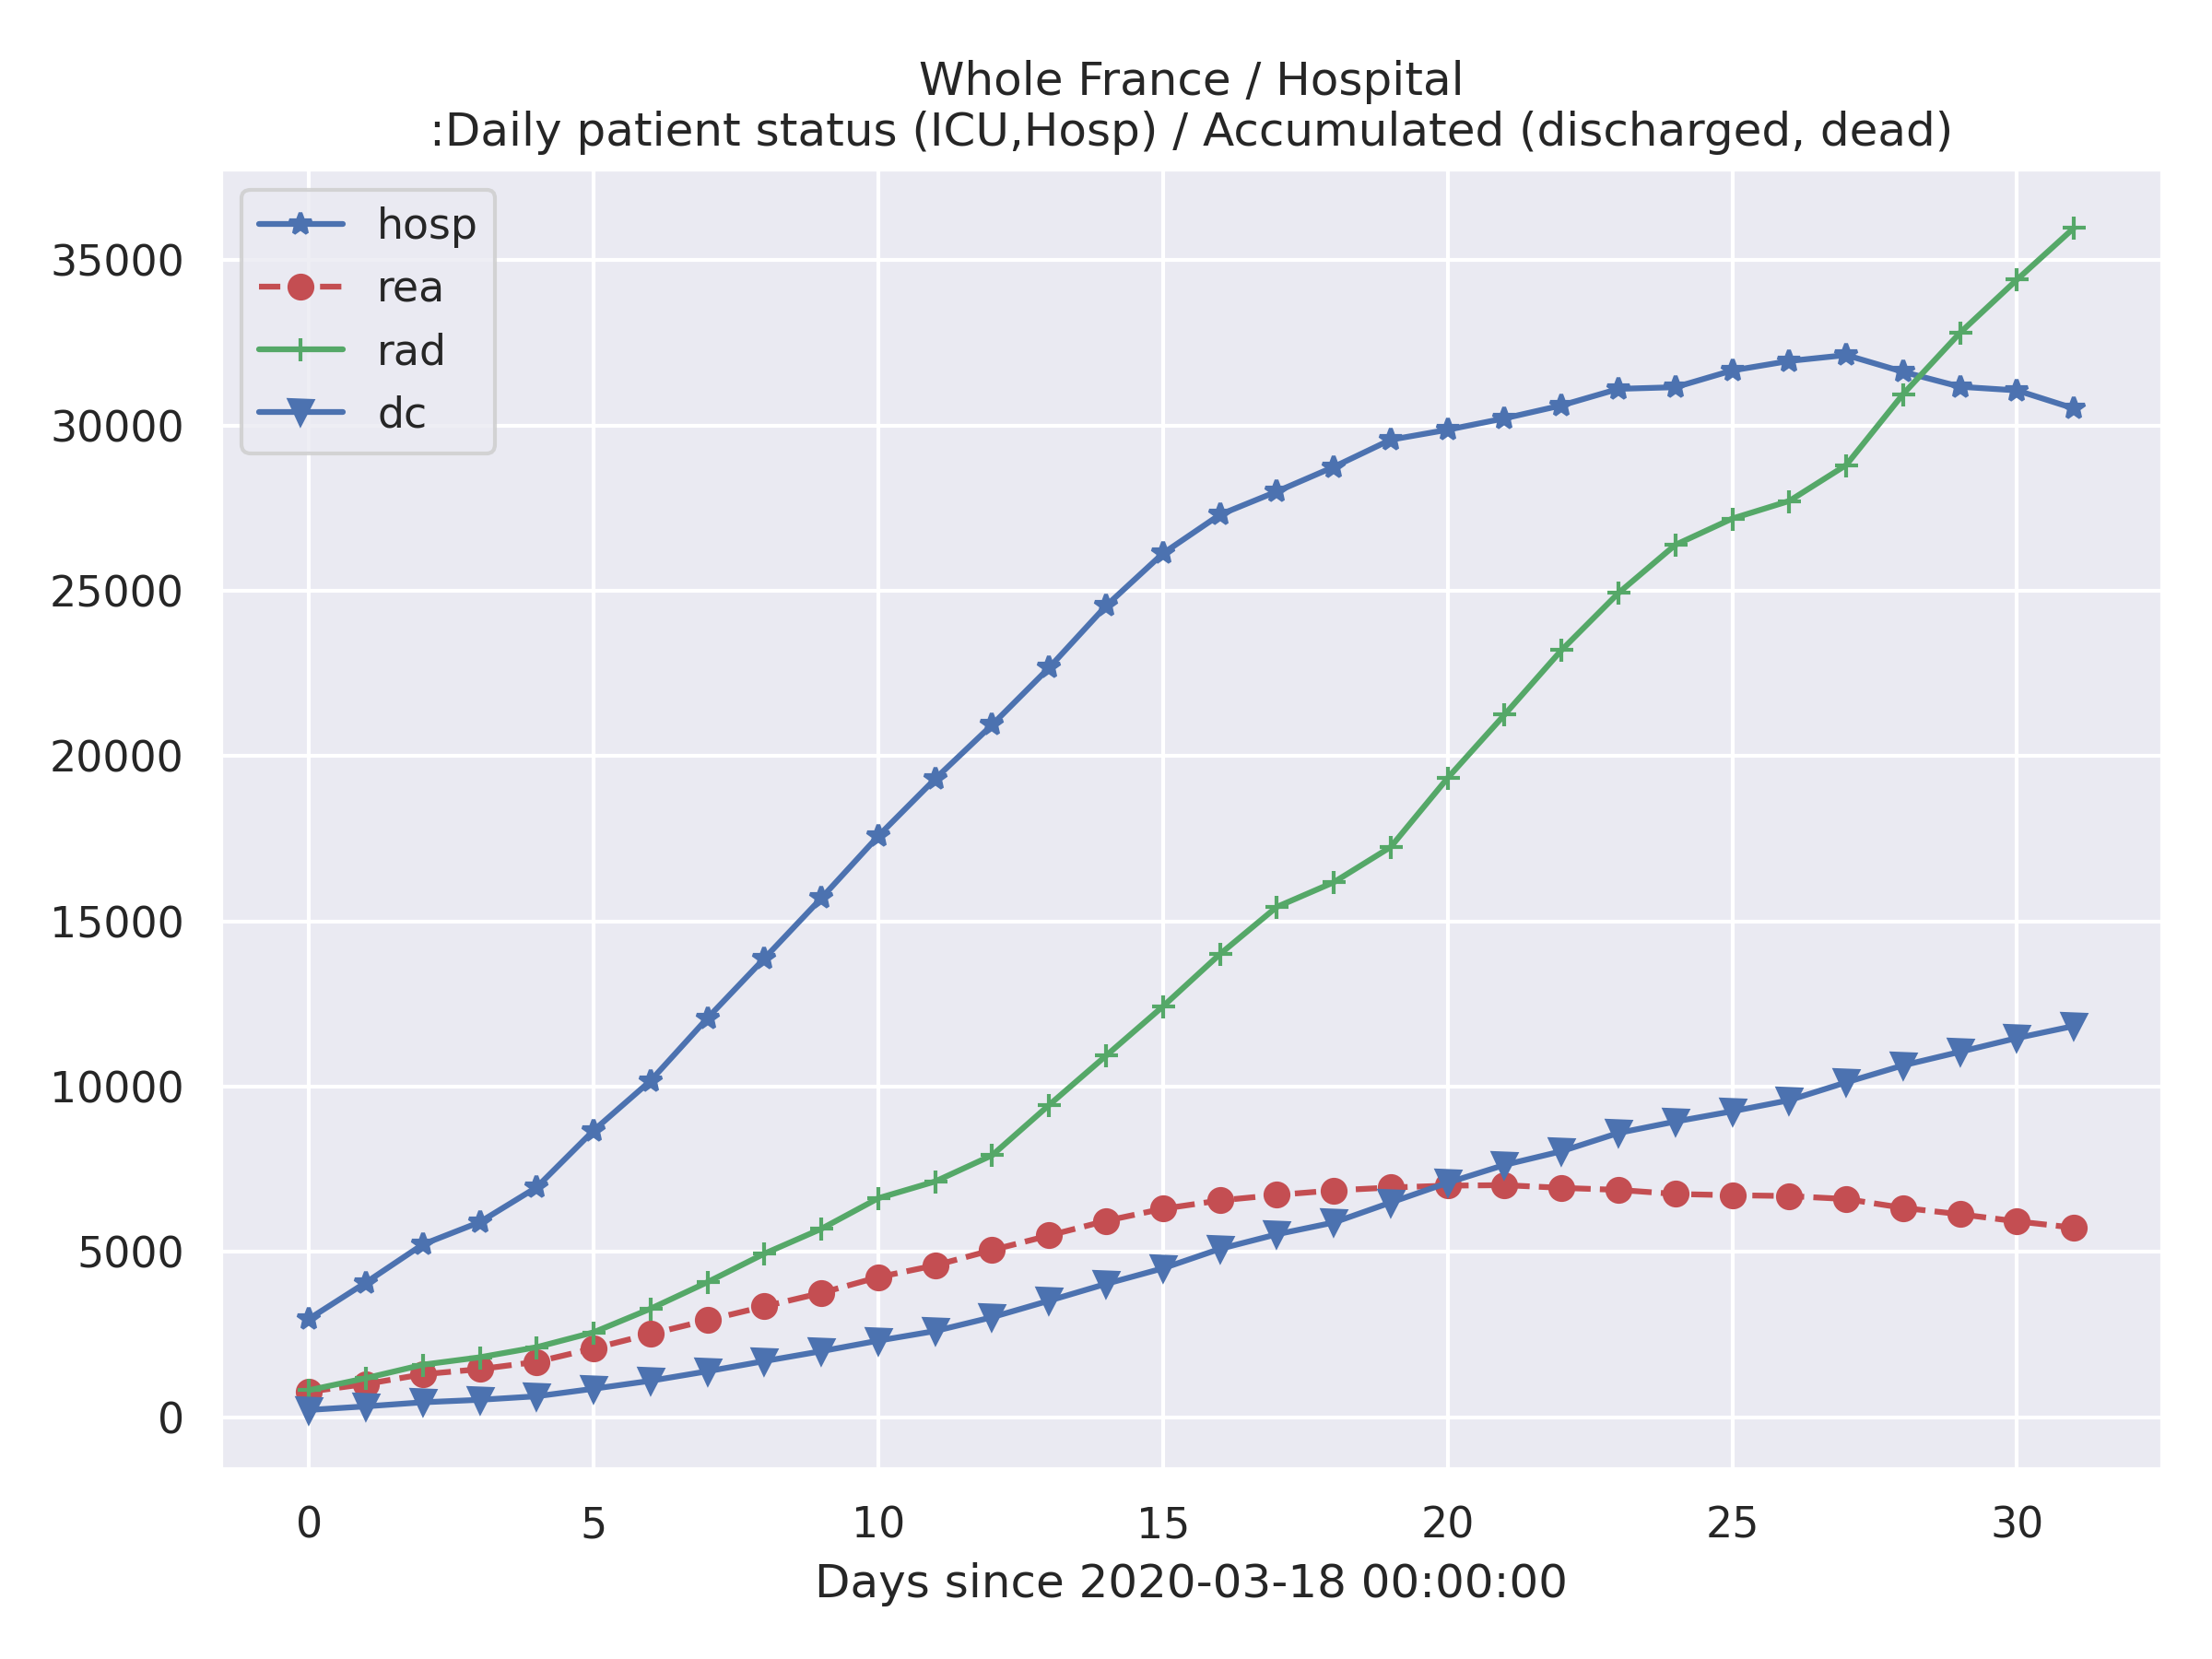 Whole France / Hospital
:Daily patient status (ICU,Hosp) / Accumulated (discharged, dead)
hosp
rea
rad
dc
35000
30000
25000
20000
15000
10000
5000
0
0 5 10 15 20 25 30
Days since 2020-03-18 00:00:00